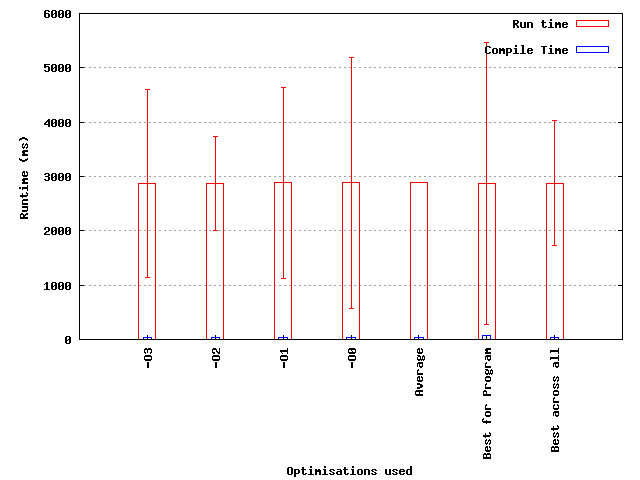 6000
5000
4000
3000
2000
1000
0
Runtime (ms)
Run time
Compile Time
-O3
-O2
-O1
-O0
Average
Best for Program
Best across all
Optimisations used